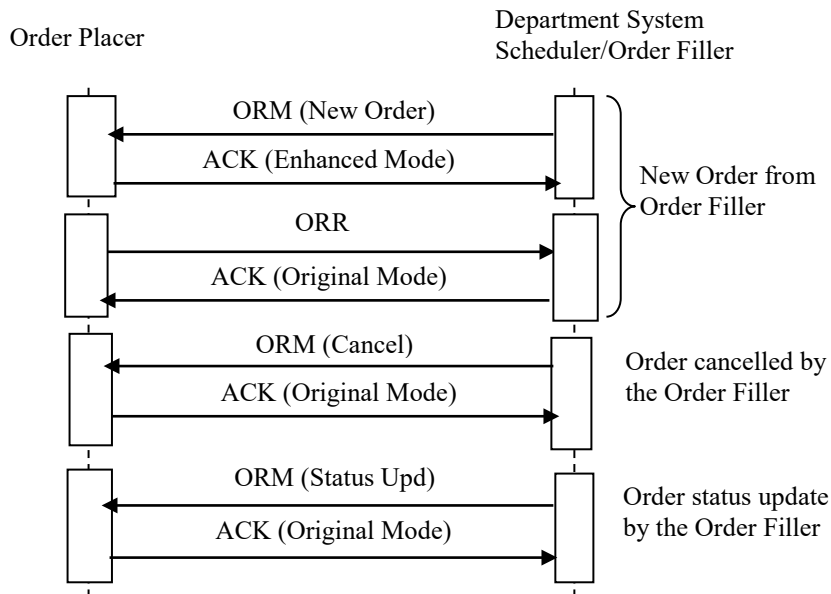 Order Placer
Department System
Scheduler/Order Filler
ORM (New Order)
ACK (Enhanced Mode)
New Order from
Order Filler
ORR
ACK (Original Mode)
ORM (Cancel)
ACK (Original Mode)
Order cancelled by
the Order Filler
ORM (Status Upd)
ACK (Original Mode)
Order status update
by the Order Filler